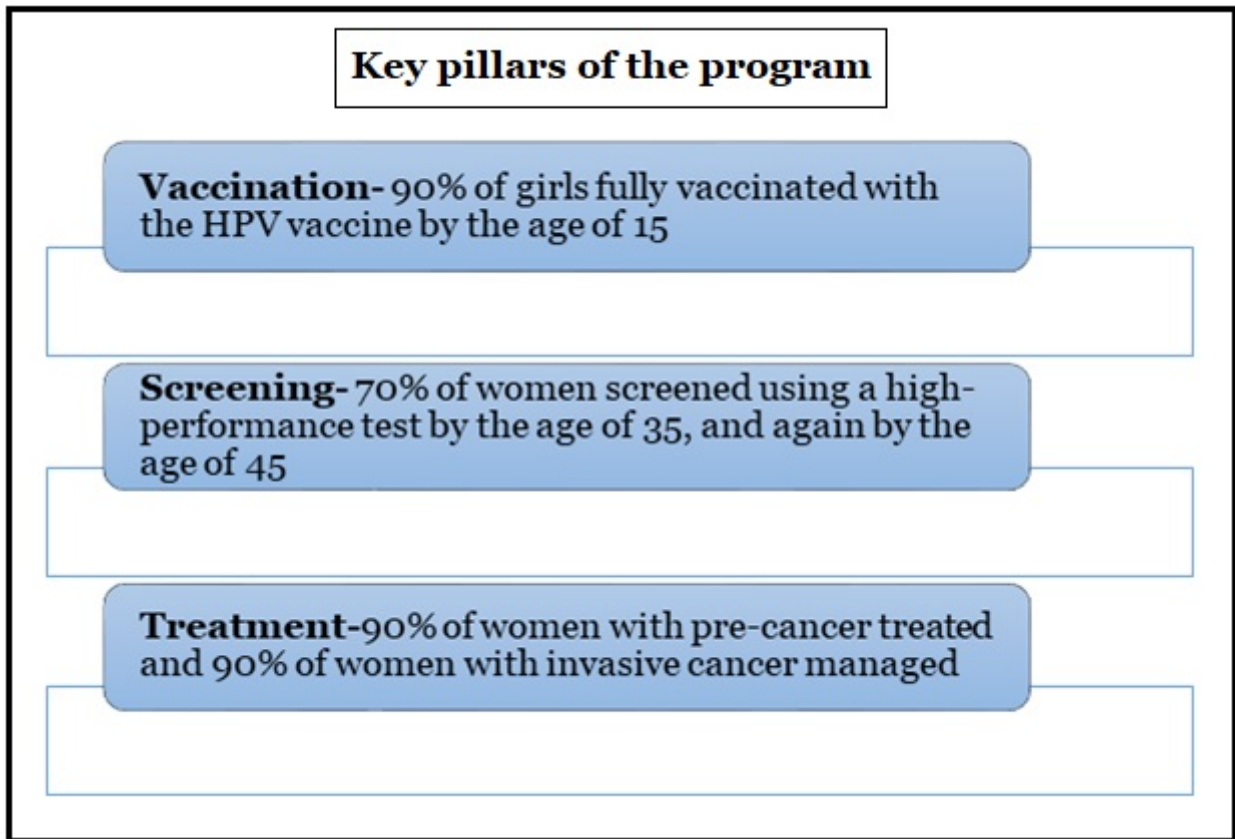 Key pillars of the program
Vaccination- 90% of girls fully vaccinated with
the HPV vaccine by the age of 15
Screening- 70% of women screened using a high-
performance test by the age of 35, and again by the
age of 45
Treatment-90% of women with pre-cancer treated
and 90% of women with invasive cancer managed